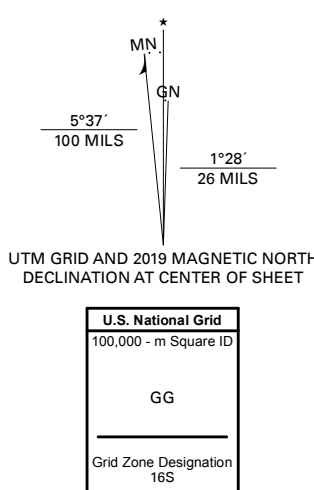 ★
MN
GN
5°37´
100 MILS
1°28´
26 MILS
UTM GRID AND 2019 MAGNETIC NORTH
DECLINATION AT CENTER OF SHEET
U.S. National Grid
100,000 - m Square ID
GG
Grid Zone Designation
16S